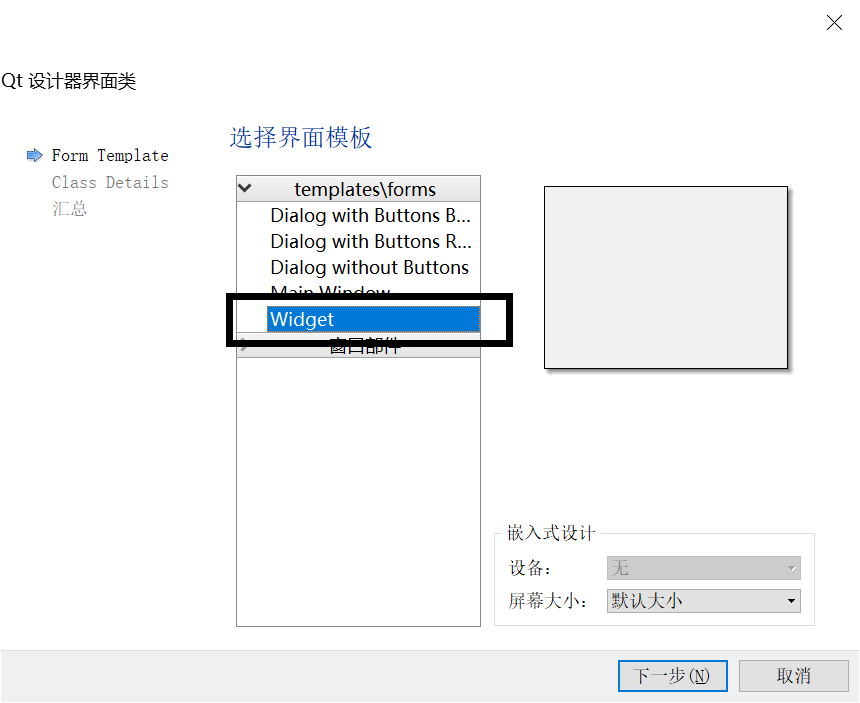 Qt 设计器界面类
选择界面模板
Form Template
Class Details
汇总
templates\forms
Dialog with Buttons B...
Dialog with Buttons R...
Dialog without Buttons
Main Window
Widget
窗口部件
嵌入式设计
设备：
无
屏幕大小：
默认大小
下一步(N)
取消